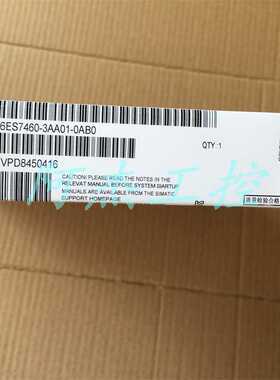 6ES7460-3AA01-0AB0
QTY:1
VPD8450416
CAUTION! PLEASE READ THE NOTES IN THE
RELEVAT MANUAL BEFORE SYSTEM STARTUP
MANUALS ARE AVAILABLE FROM THE SIMATIC
SUPPORT HOMEPAGE